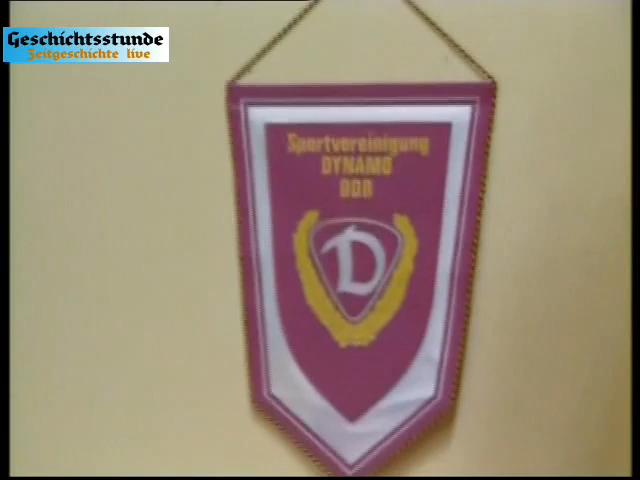 Geschichtsstunde
Zeitgeschichte live
Sportvereinigung
DYNAMO
DDR
D